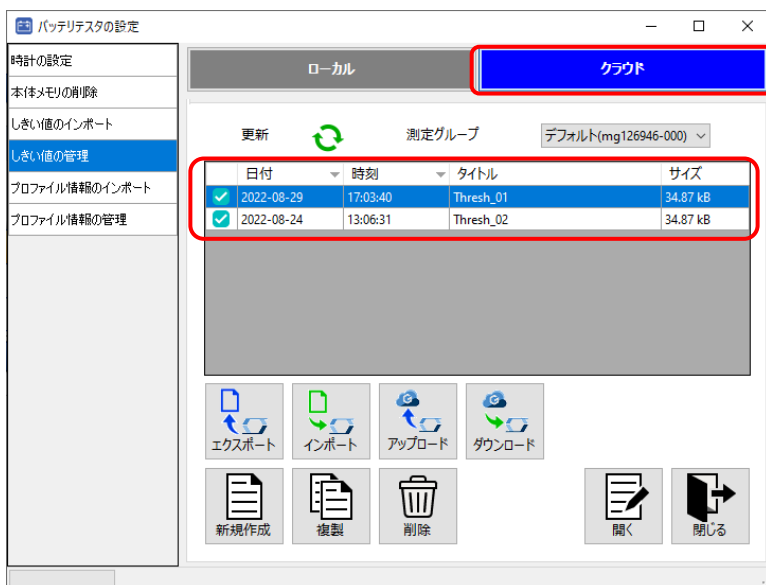 バッテリテスタの設定
時計の設定
本体メモリの削除
しきい値のインポート
しきい値の管理
プロファイル情報のインポート
プロファイル情報の管理
ローカル
クラウド
更新
測定グループ
デフォルト(mg126946-000)
日付 時刻 タイトル サイズ
2022-08-29 17:03:40 Thresh_01 34.87 kB
2022-08-24 13:06:31 Thresh_02 34.87 kB
エクスポート
インポート
アップロード
ダウンロード
新規作成
複製
削除
開く
閉じる